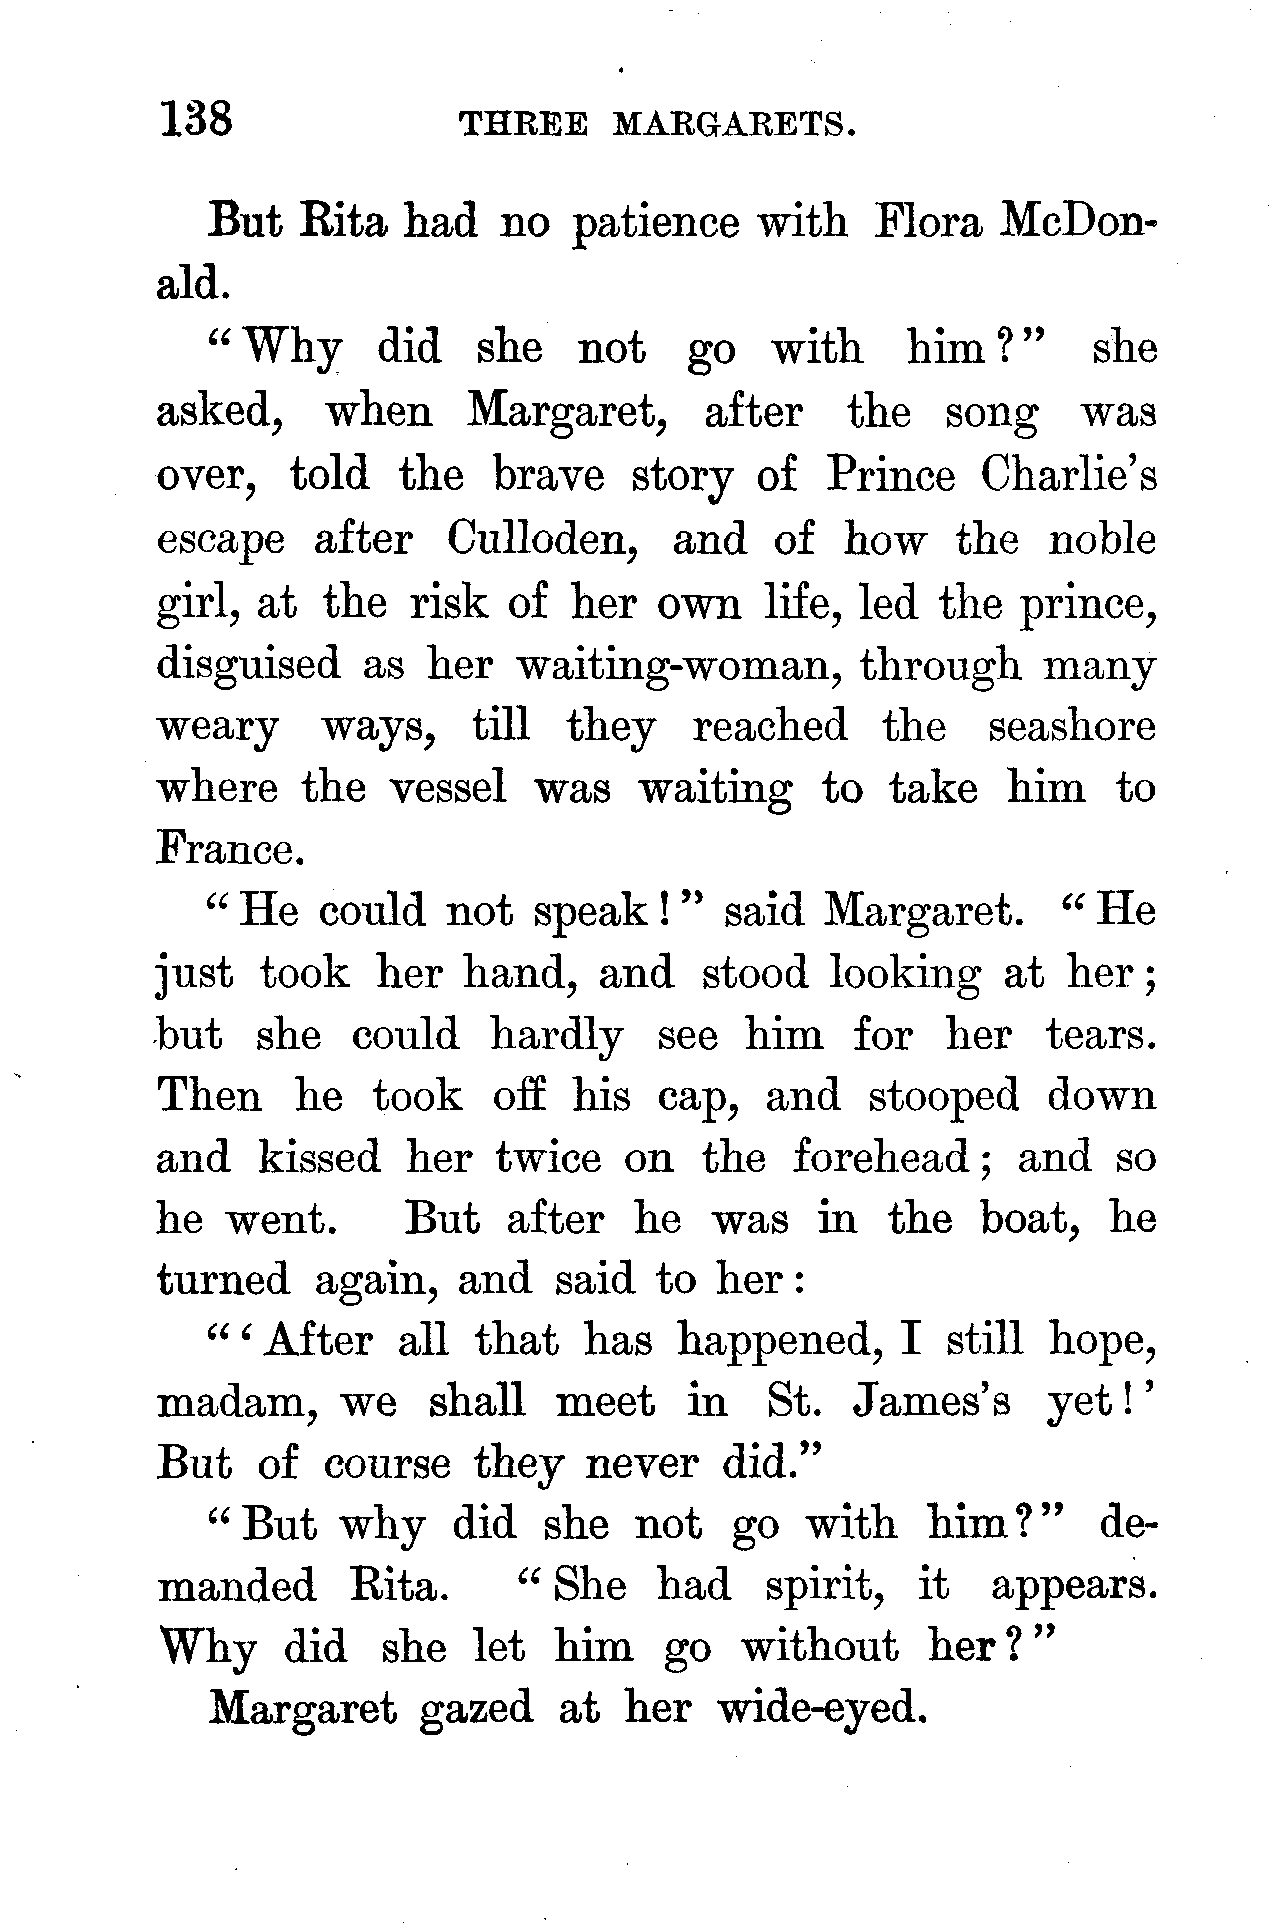 138 THREE MARGARETS.
But Rita had no patience with Flora McDon-
ald.
"Why did she not go with him?" she
asked, when Margaret, after the song was
over, told the brave story of Prince Charlie's
escape after Culloden, and of how the noble
girl, at the risk of her own life, led the prince,
disguised as her waiting-woman, through many
weary ways, till they reached the seashore
where the vessel was waiting to take him to
France.
"He could not speak!" said Margaret. "He
just took her hand, and stood looking at her;
but she could hardly see him for her tears.
Then he took off his cap, and stooped down
and kissed her twice on the forehead; and so
he went. But after he was in the boat, he
turned again, and said to her:
"'After all that has happened, I still hope,
madam, we shall meet in St. James's yet!'
But of course they never did."
"But why did she not go with him?" de-
manded Rita. "She had spirit, it appears.
Why did she let him go without her?"
Margaret gazed at her wide-eyed.